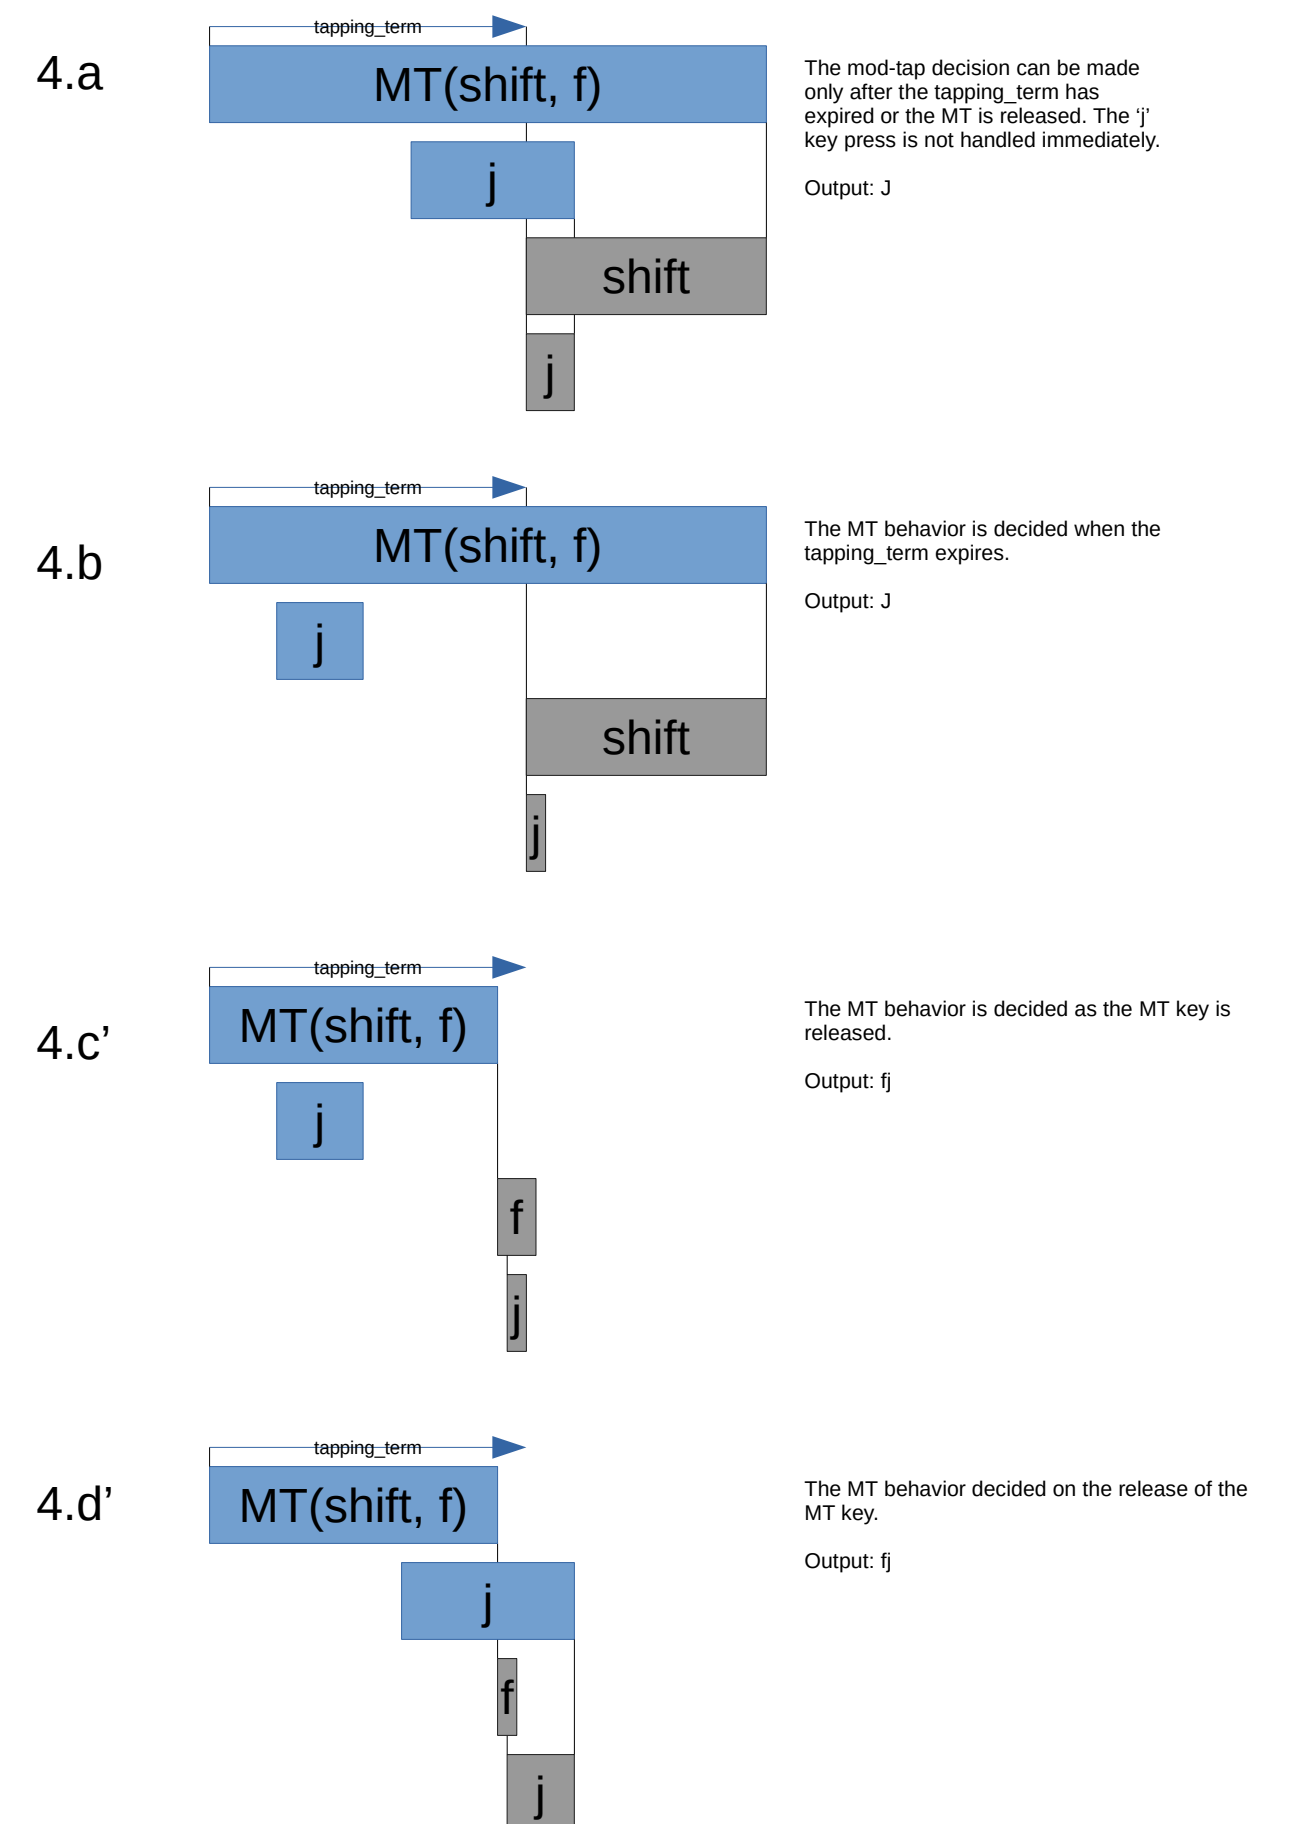 tapping_term
4.a
MT(shift, f)
The mod-tap decision can be made
only after the tapping_term has
expired or the MT is released. The ‘j’
key press is not handled immediately.
Output: J
j
shift
j
tapping_term
4.b
MT(shift, f)
The MT behavior is decided when the
tapping_term expires.
Output: J
j
shift
j
tapping_term
4.c’
MT(shift, f)
The MT behavior is decided as the MT key is
released.
Output: fj
j
f
j
tapping_term
4.d’
MT(shift, f)
The MT behavior decided on the release of the
MT key.
Output: fj
j
f
j